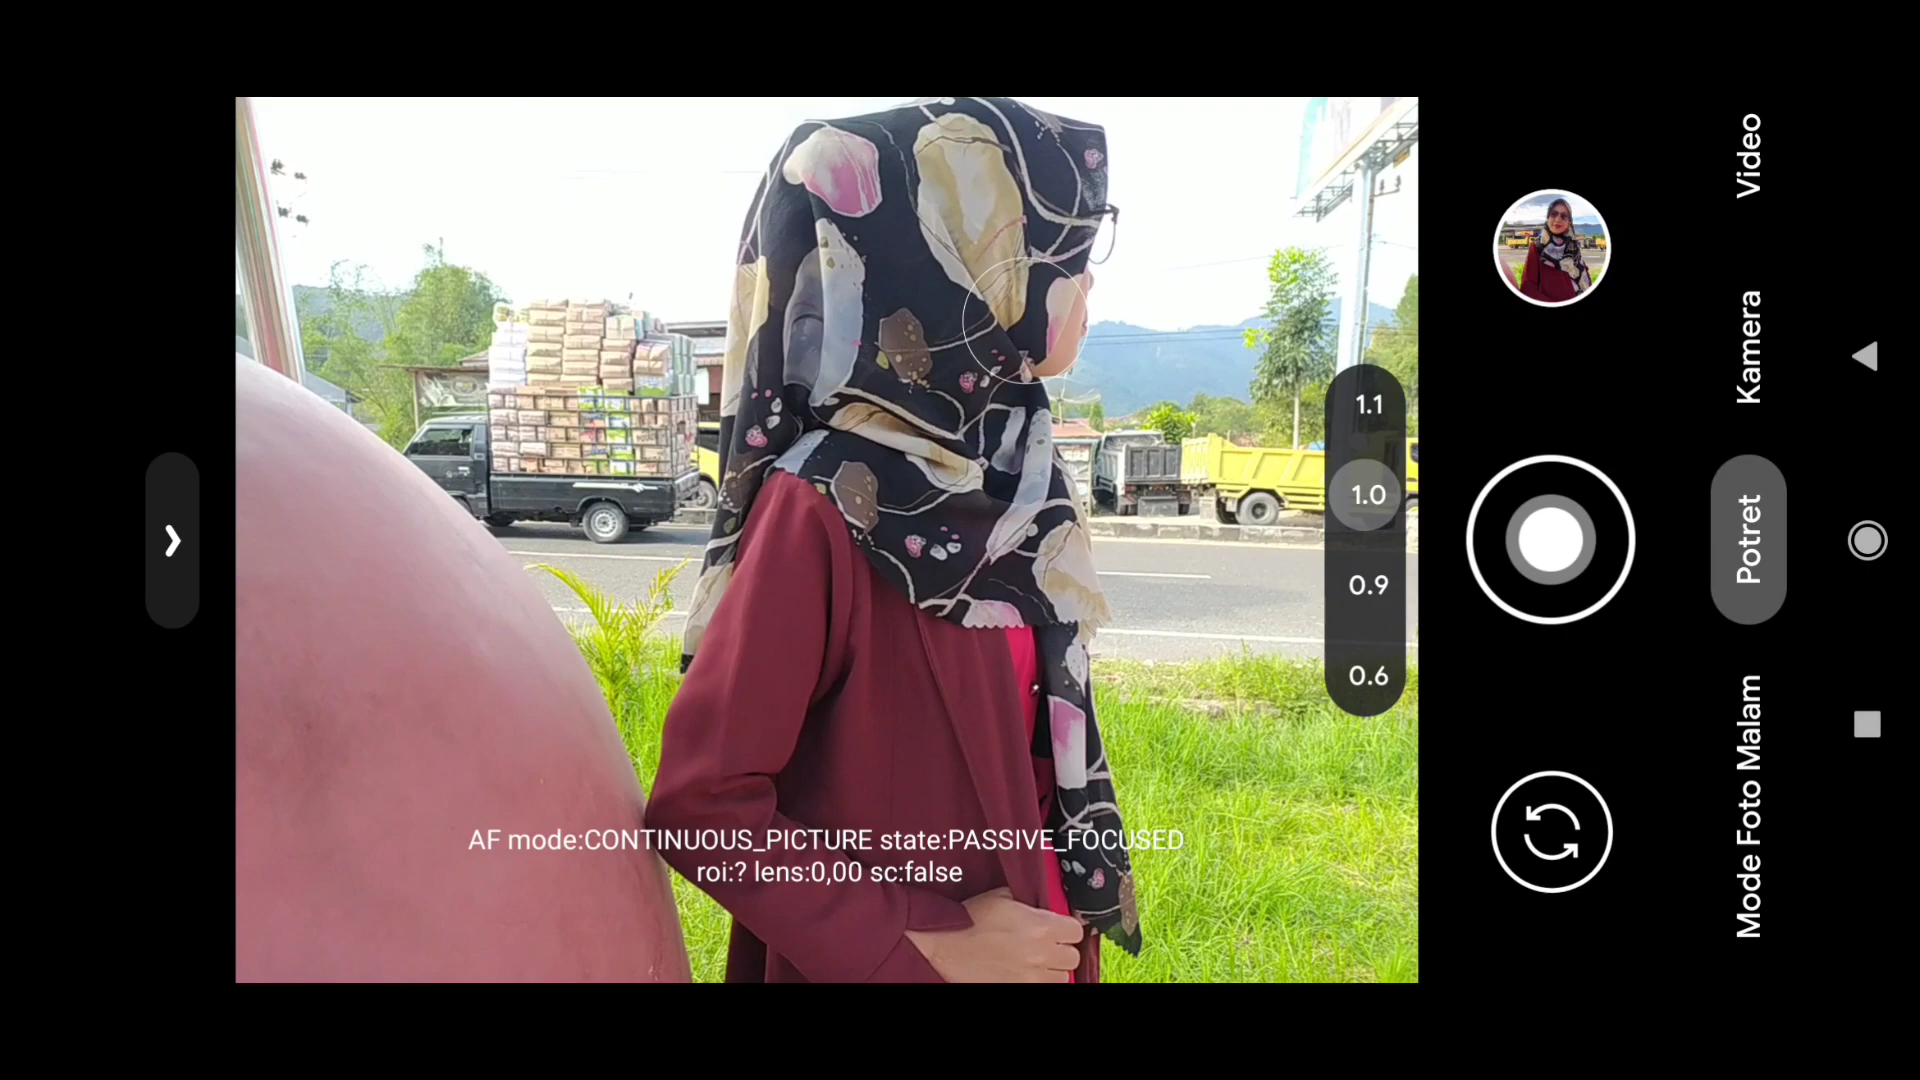 AF mode:CONTINUOUS_PICTURE state:PASSIVE_FOCUSED
roi:? lens:0,00 sc:false
1.1
1.0
0.9
0.6
Video
Kamera
Potret
Mode Foto Malam